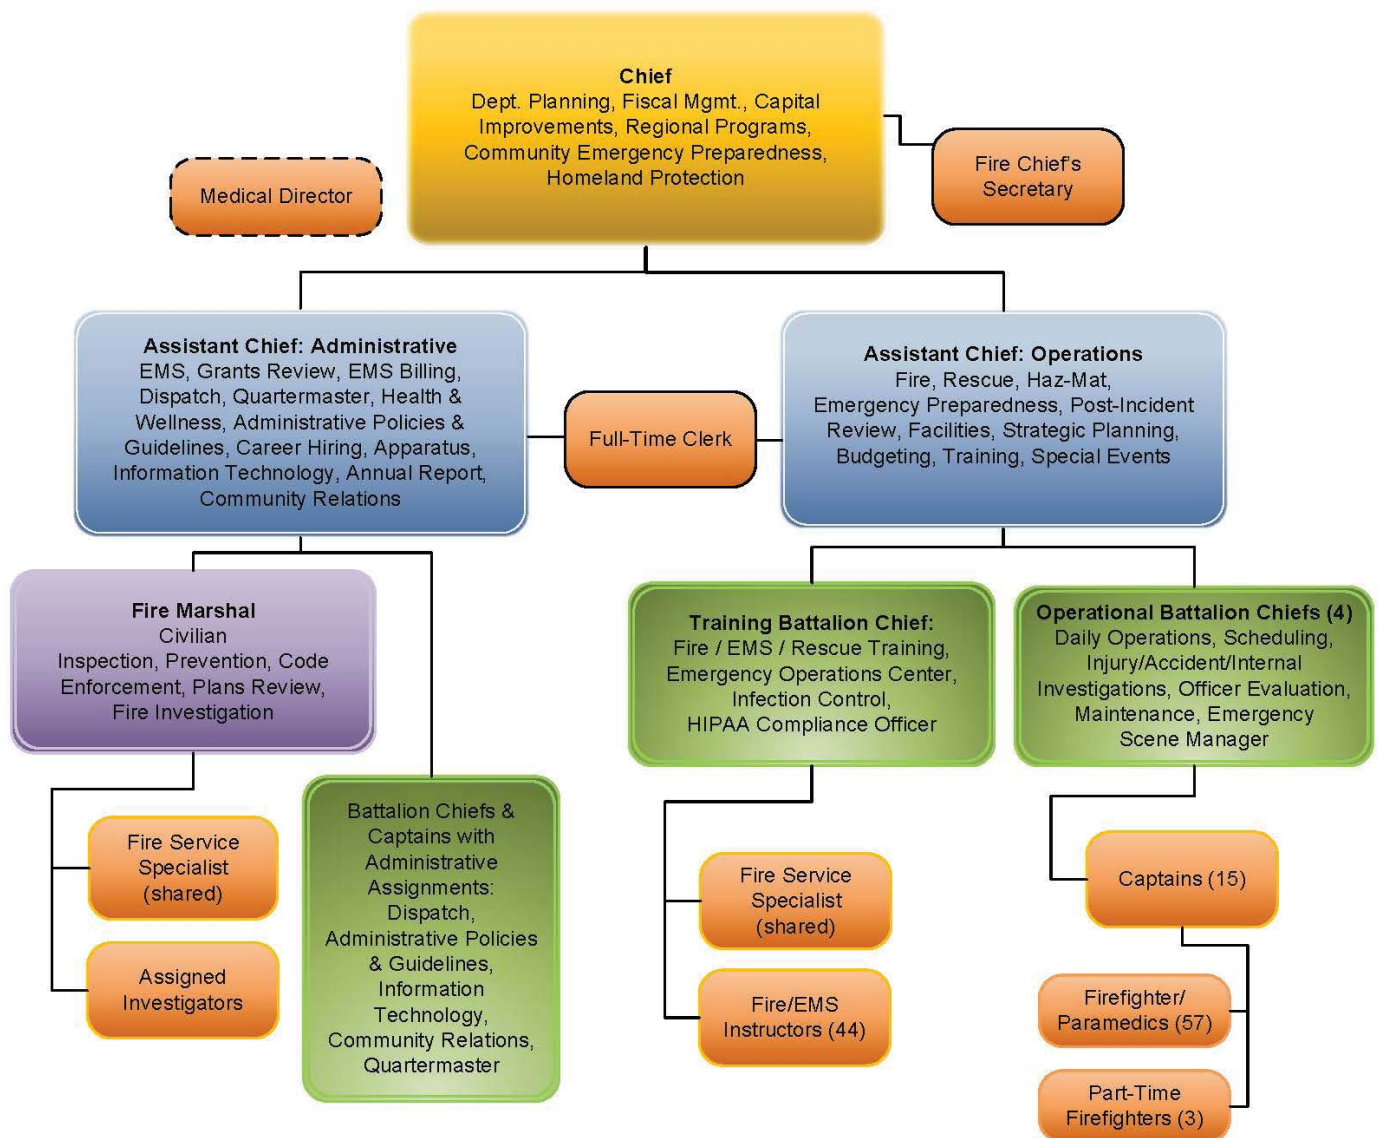 Chief
Dept. Planning, Fiscal Mgmt., Capital
Improvements, Regional Programs,
Community Emergency Preparedness,
Homeland Protection
Medical Director
Fire Chief's
Secretary
Assistant Chief: Administrative
EMS, Grants Review, EMS Billing,
Dispatch, Quartermaster, Health &
Wellness, Administrative Policies &
Guidelines, Career Hiring, Apparatus,
Information Technology, Annual Report,
Community Relations
Full-Time Clerk
Assistant Chief: Operations
Fire, Rescue, Haz-Mat,
Emergency Preparedness, Post-Incident
Review, Facilities, Strategic Planning,
Budgeting, Training, Special Events
Fire Marshal
Civilian
Inspection, Prevention, Code
Enforcement, Plans Review,
Fire Investigation
Fire Service
Specialist
(shared)
Assigned
Investigators
Battalion Chiefs &
Captains with
Administrative
Assignments:
Dispatch,
Administrative Policies
& Guidelines,
Information
Technology,
Community Relations,
Quartermaster
Training Battalion Chief:
Fire / EMS / Rescue Training,
Emergency Operations Center,
Infection Control,
HIPAA Compliance Officer
Fire Service
Specialist
(shared)
Fire/EMS
Instructors (44)
Operational Battalion Chiefs (4)
Daily Operations, Scheduling,
Injury/Accident/Internal
Investigations, Officer Evaluation,
Maintenance, Emergency
Scene Manager
Captains (15)
Firefighter/
Paramedics (57)
Part-Time
Firefighters (3)